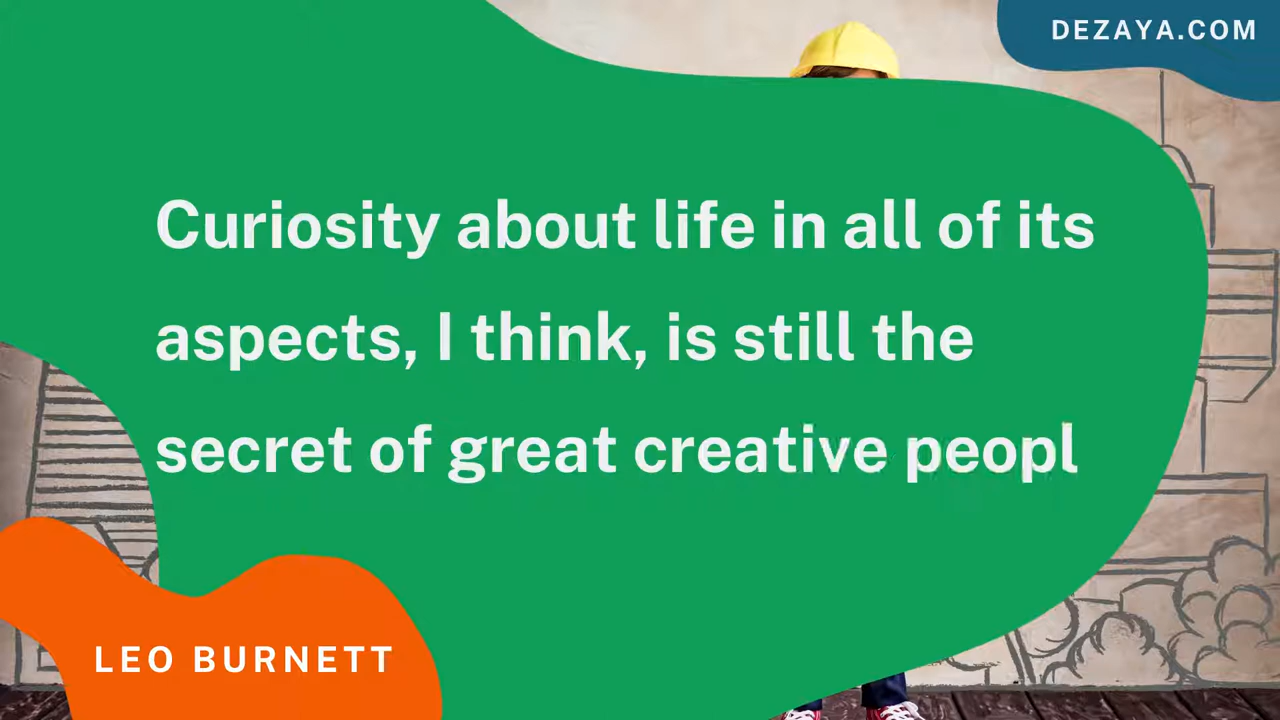 DEZAYA.COM
Curiosity about life in all of its
aspects, I think, is still the
secret of great creative peopl
LEO BURNETT